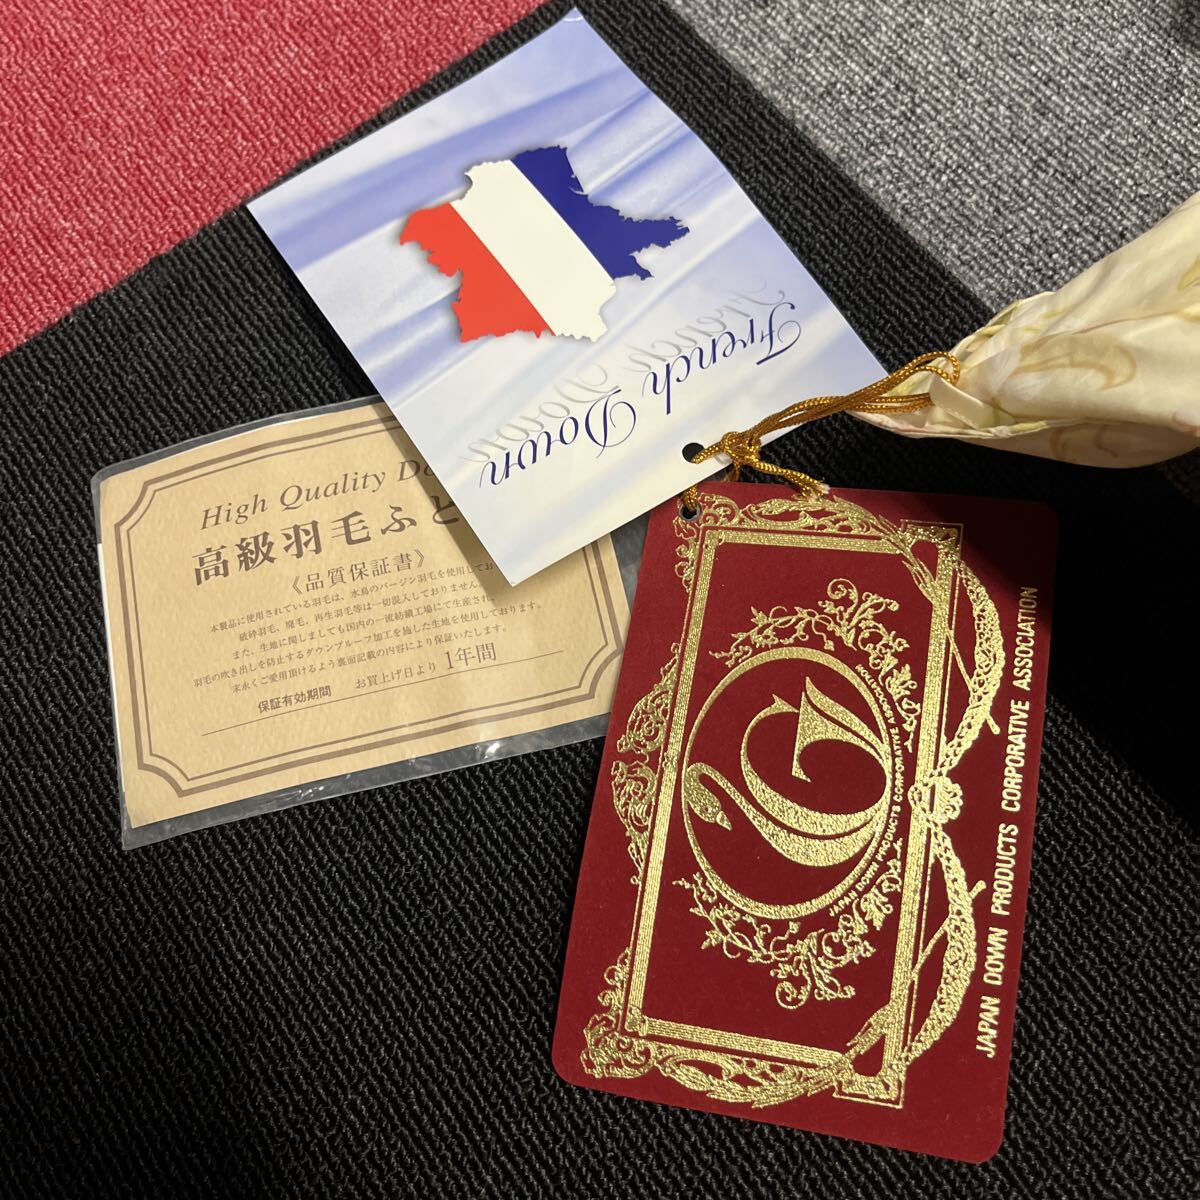 French Down
French Down
High Quality
高級羽毛ふと
《品質保証書》
本製品に使用されている羽毛は、水鳥のバージン羽毛を使用してお
破砕羽毛、廃毛、再生羽毛等は一切混入しておりません。
また、生地に関しましても国内の一流紡績工場にて生産され、
羽毛の吹き出しを防止するダウンプルーフ加工を施した生地を使用しております。
末永くご愛用頂けるよう裏面記載の内容により保証いたします。
保証有効期間 お買上げ日より 1年間
JAPAN DOWN PRODUCTS CORPORATIVE ASSOCIATION
JAPAN DOWN PRODUCTS CORPORATIVE ASSOCIATION